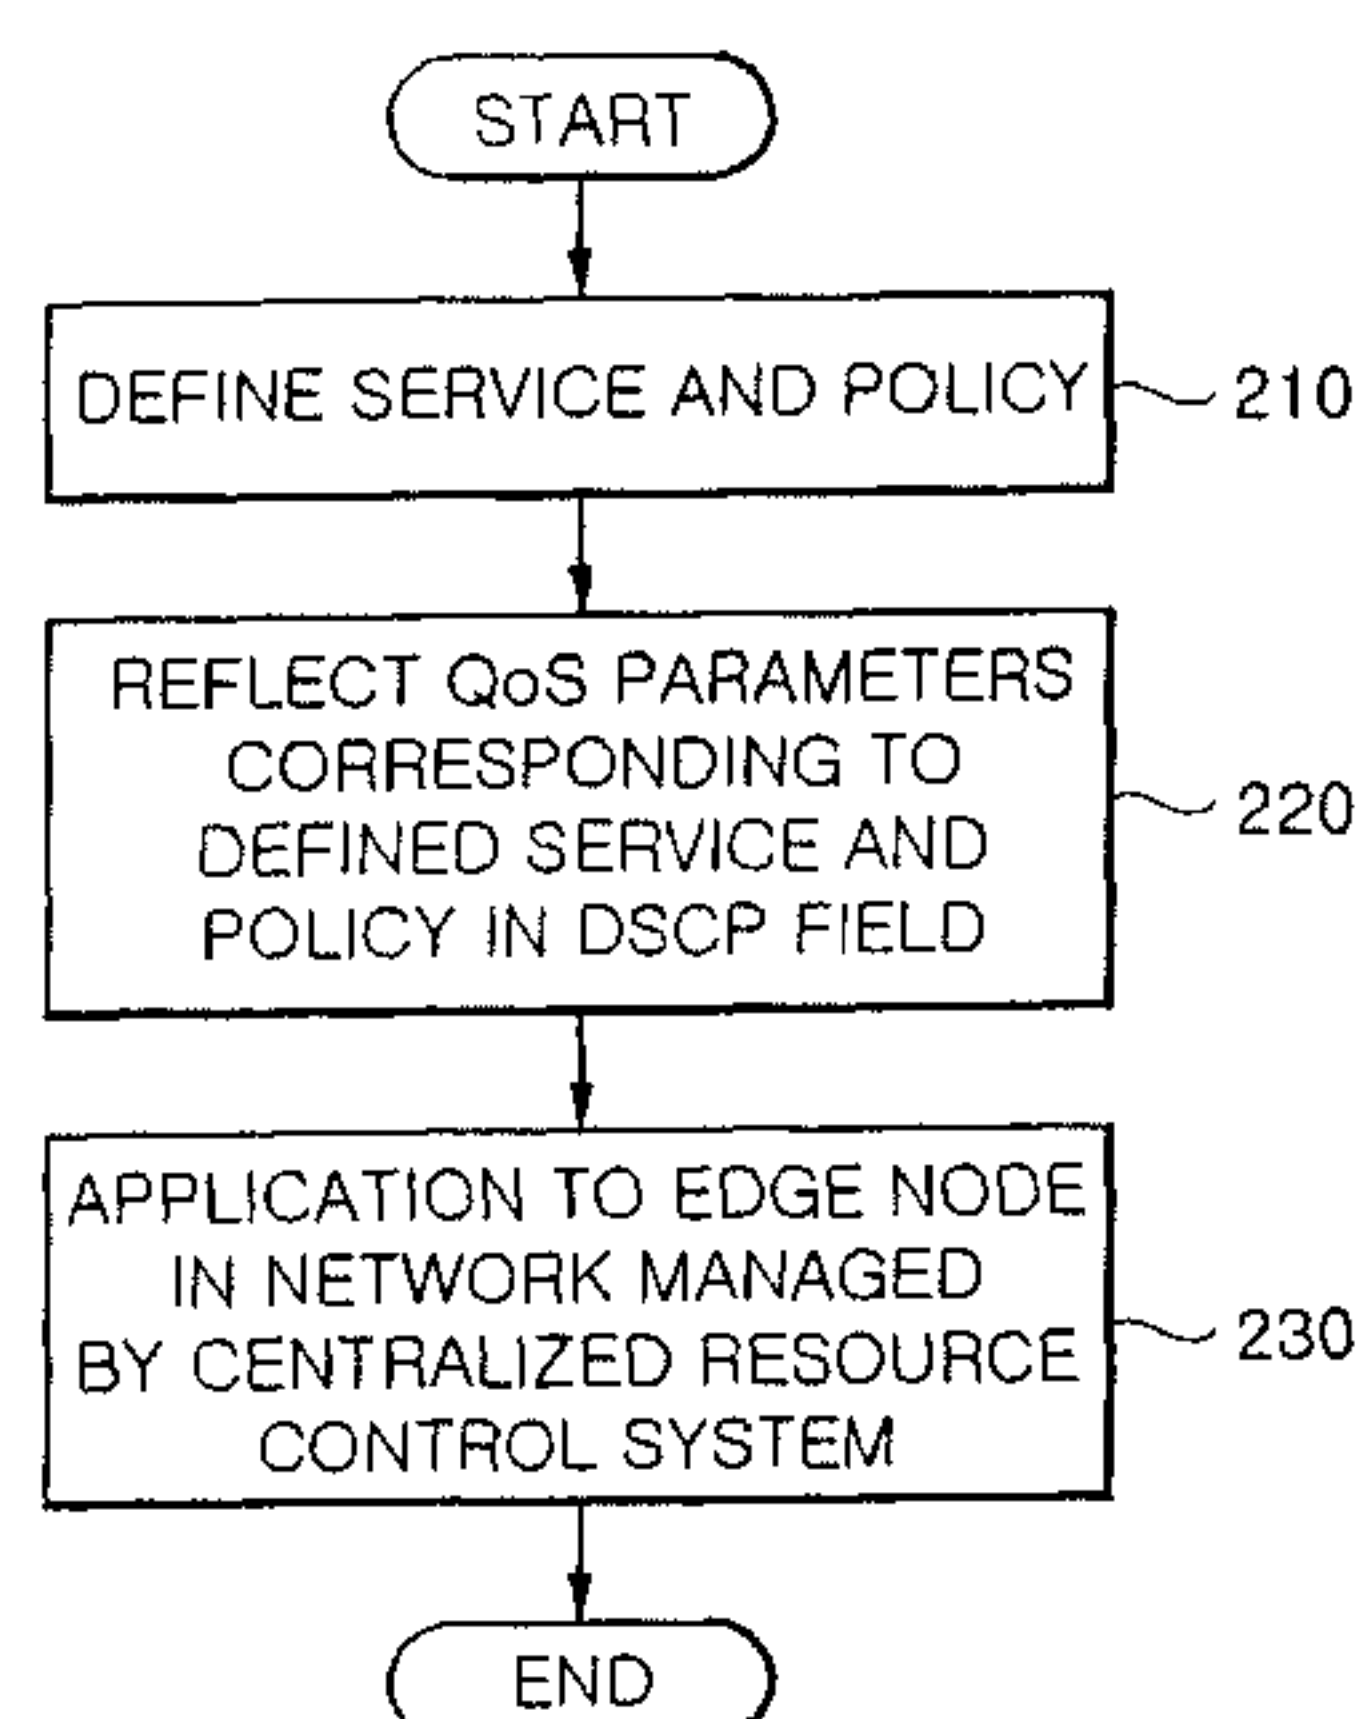 START
DEFINE SERVICE AND POLICY
210
REFLECT QoS PARAMETERS
CORRESPONDING TO
DEFINED SERVICE AND
POLICY IN DSCP FIELD
220
APPLICATION TO EDGE NODE
IN NETWORK MANAGED
BY CENTRALIZED RESOURCE
CONTROL SYSTEM
230
END